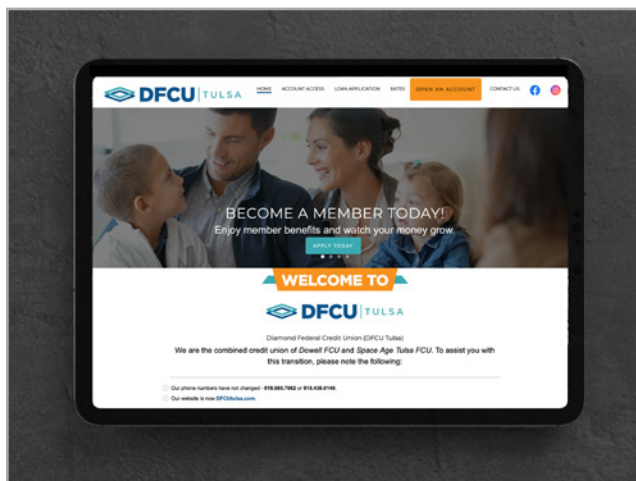 DFCU TULSA
HOME ACCOUNT ACCESS LOAN APPLICATION RATES OPEN AN ACCOUNT CONTACT US
BECOME A MEMBER TODAY!
Enjoy member benefits and watch your money grow.
APPLY TODAY
WELCOME TO
DFCU TULSA
Diamond Federal Credit Union (DFCU Tulsa)
We are the combined credit union of Dowell FCU and Space Age Tulsa FCU. To assist you with
this transition, please note the following:
Our phone numbers have not changed - or
Our website is now DFCUtulsa.com.